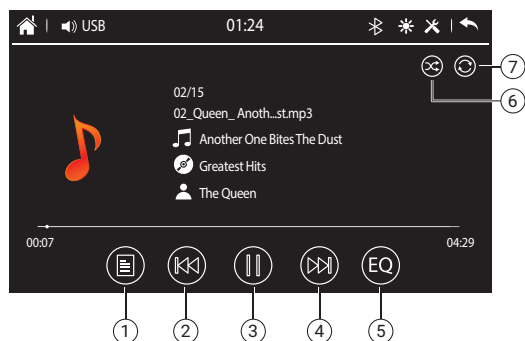 USB 01:24
7
6
02/15
02_Queen_ Anoth...st.mp3
Another One Bites The Dust
Greatest Hits
The Queen
00:07 04:29
EQ
1 2 3 4 5